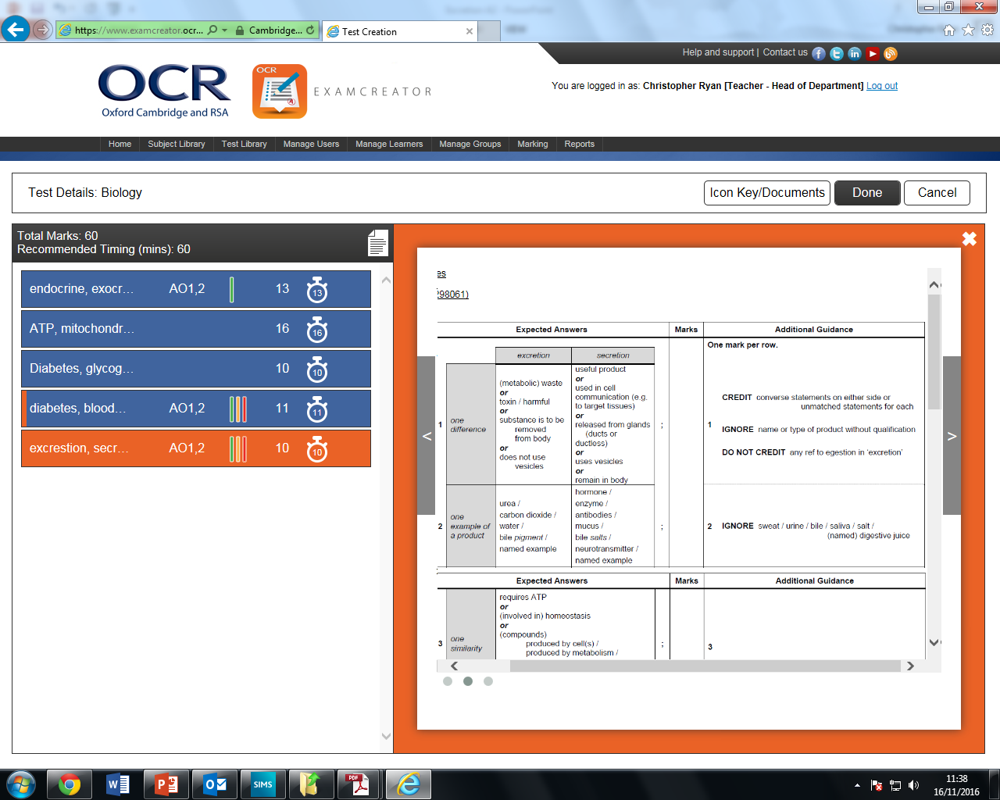 https://www.examcreator.ocr... Cambridge... Test Creation
Help and support | Contact us
OCR
Oxford Cambridge and RSA
OCR
EXAMCREATOR
You are logged in as: Christopher Ryan [Teacher - Head of Department] Log out
Home Subject Library Test Library Manage Users Manage Learners Manage Groups Marking Reports
Test Details: Biology
Icon Key/Documents Done Cancel
Total Marks: 60
Recommended Timing (mins): 60
endocrine, exocr... AO1,2 13 13
ATP, mitochondr... 16 16
Diabetes, glycog... 10 10
diabetes, blood... AO1,2 11 11
excrestion, secr... AO1,2 10 10
es
298061)
Expected Answers Marks Additional Guidance
One mark per row.
excretion secretion
1
one
difference
(metabolic) waste
or
toxin / harmful
or
substance is to be
removed
from body
or
does not use
vesicles
useful product
or
used in cell
communication (e.g.
to target tissues)
or
released from glands
(ducts or
ductless)
or
uses vesicles
or
remain in body
;
1
CREDIT converse statements on either side or
unmatched statements for each
IGNORE name or type of product without qualification
DO NOT CREDIT any ref to egestion in ‘excretion’
2
one
example of
a product
urea /
carbon dioxide /
water /
bile pigment /
named example
hormone /
enzyme /
antibodies /
mucus /
bile salts /
neurotransmitter /
named example
;
2 IGNORE sweat / urine / bile / saliva / salt /
(named) digestive juice
Expected Answers Marks Additional Guidance
3
one
similarity
requires ATP
or
(involved in) homeostasis
or
(compounds)
produced by cell(s) /
produced by metabolism /
;
3
< >
SIMS
PDF
11:38
16/11/2016